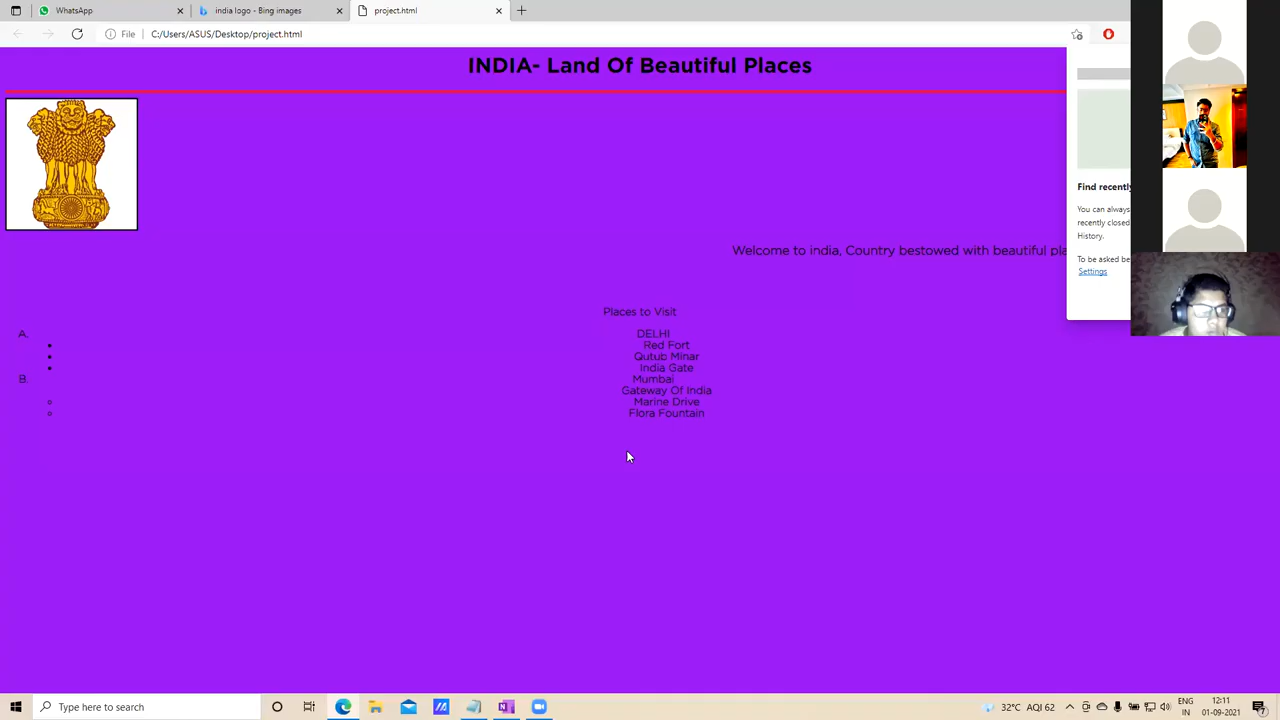 WhatsApp
india logo - Bing images
project.html
File
C:/Users/ASUS/Desktop/project.html
INDIA- Land Of Beautiful Places
Find recently
You can always
recently closed
History.
To be asked be
Settings
Welcome to india, Country bestowed with beautiful pla
Places to Visit
A. DELHI
• Red Fort
• Qutub Minar
• India Gate
B. Mumbai
Gateway Of India
Marine Drive
Flora Fountain
Type here to search
32°C AQI 62
ENG
IN
12:11
01-09-2021
7